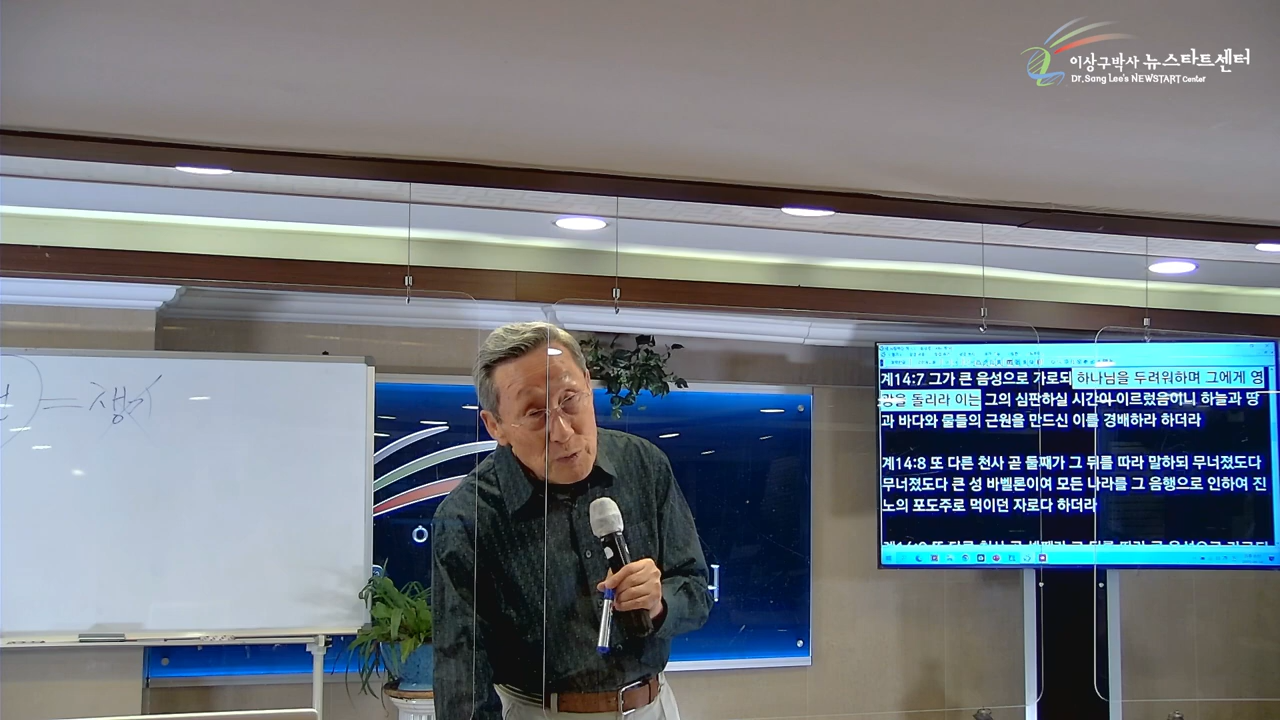 이상구박사 뉴스타트센터
Dr. Sang Lee's NEWSTART Center
계14:7 그가 큰 음성으로 가로되 하나님을 두려워하며 그에게 영
광을 돌리라 이는 그의 심판하실 시간이 이르렀음이니 하늘과 땅
과 바다와 물들의 근원을 만드신 이를 경배하라 하더라
계14:8 또 다른 천사 곧 둘째가 그 뒤를 따라 말하되 무너졌도다
무너졌도다 큰 성 바벨론이여 모든 나라를 그 음행으로 인하여 진
노의 포도주로 먹이던 자로다 하더라